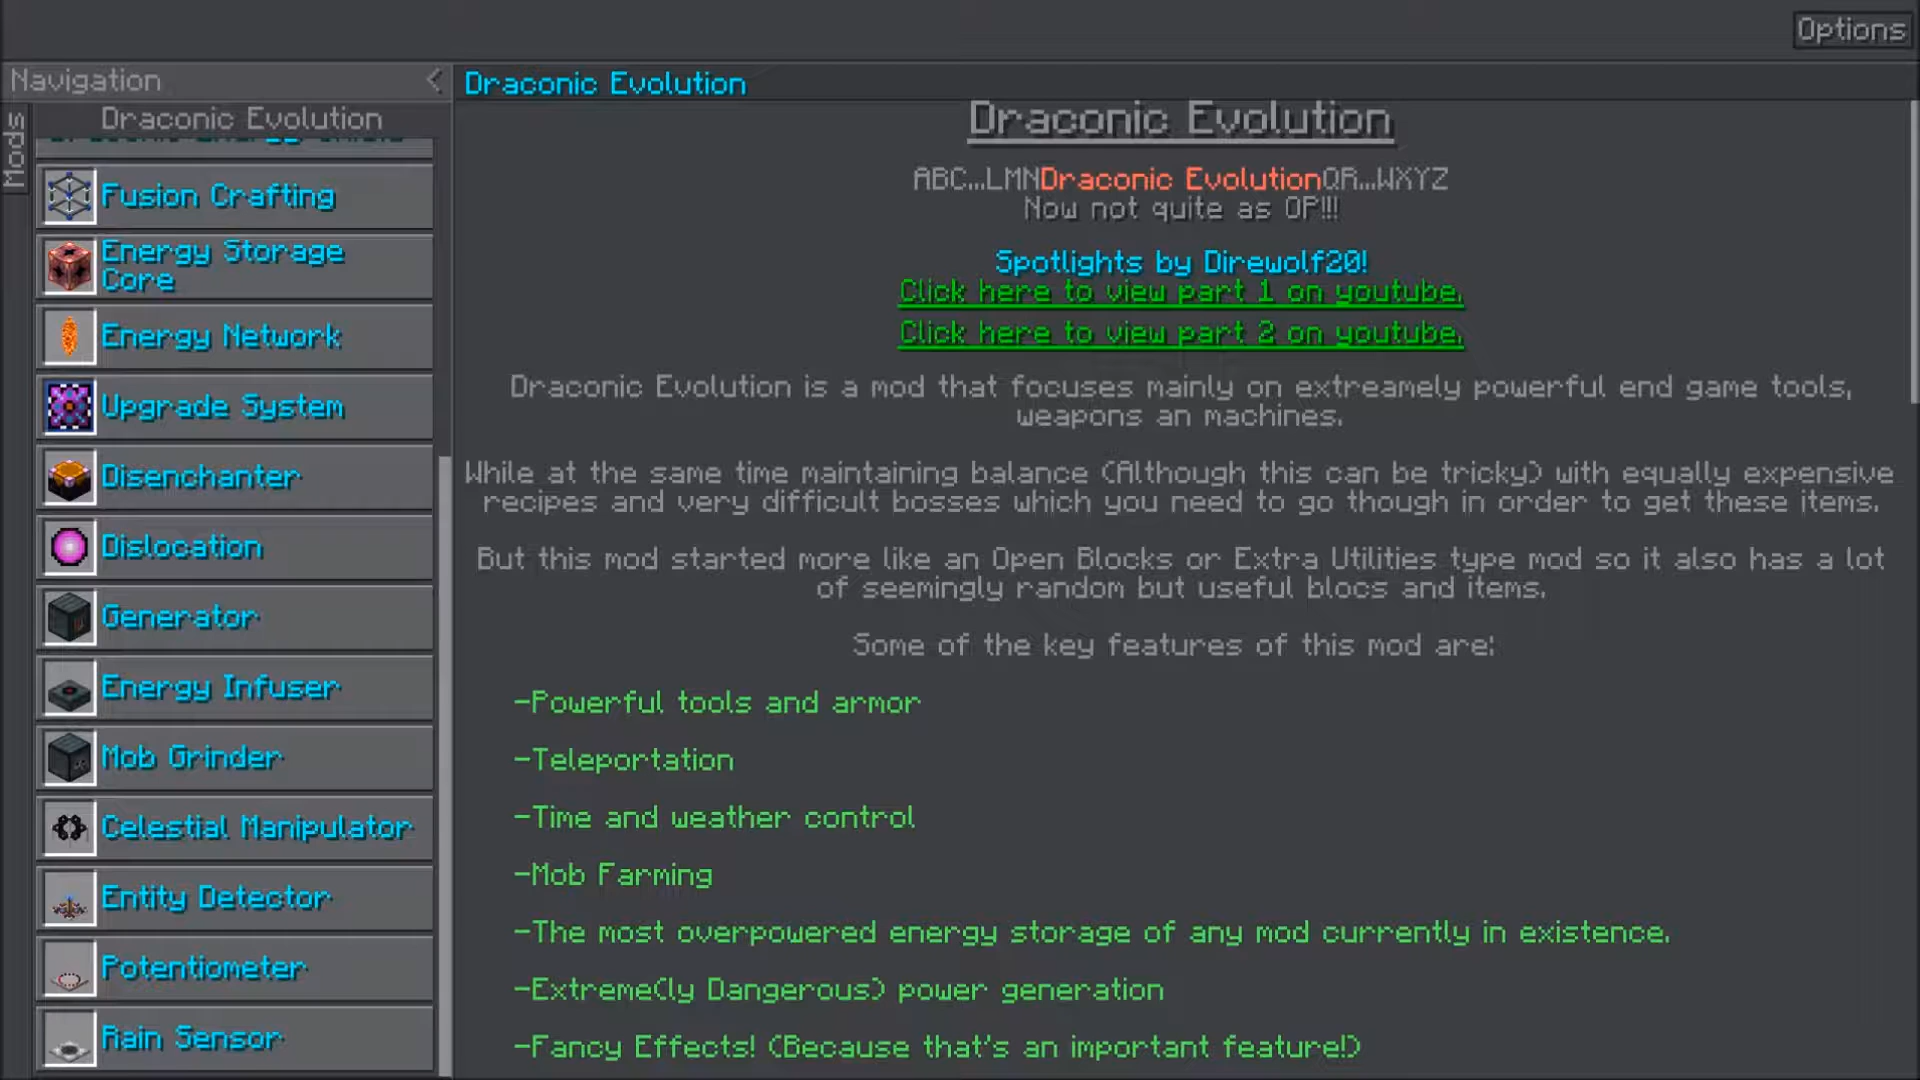 Options
Navigation
<
Draconic Evolution
Mods
Draconic Evolution
Fusion Crafting
Energy Storage
Core
Energy Network
Upgrade System
Disenchanter
Dislocation
Generator
Energy Infuser
Mob Grinder
Celestial Manipulator
Entity Detector
Potentiometer
Rain Sensor
Draconic Evolution
ABC...LMNDraconic EvolutionQR...WXYZ
Now not quite as OP!!!
Spotlights by Direwolf20!
Click here to view part 1 on youtube.
Click here to view part 2 on youtube.
Draconic Evolution is a mod that focuses mainly on extreamely powerful end game tools,
weapons an machines.
While at the same time maintaining balance (Although this can be tricky) with equally expensive
recipes and very difficult bosses which you need to go though in order to get these items.
But this mod started more like an Open Blocks or Extra Utilities type mod so it also has a lot
of seemingly random but useful blocs and items.
Some of the key features of this mod are:
-Powerful tools and armor
-Teleportation
-Time and weather control
-Mob Farming
-The most overpowered energy storage of any mod currently in existence.
-Extreme(ly Dangerous) power generation
-Fancy Effects! (Because that's an important feature!)